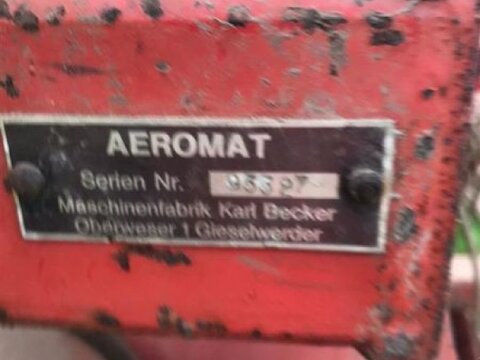 AEROMAT
Serien Nr.
Maschinenfabrik Karl Becker
Oberweser 1 Gieselwerder